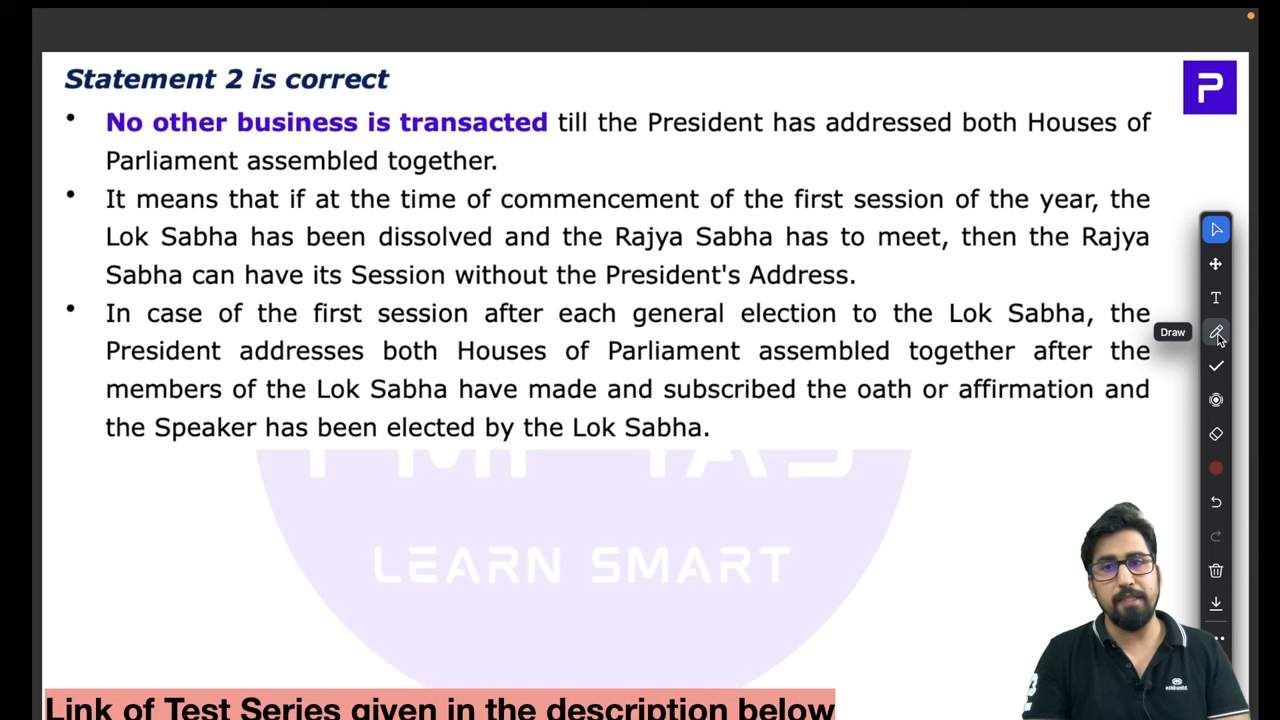 Statement 2 is correct
P
• No other business is transacted till the President has addressed both Houses of
Parliament assembled together.
• It means that if at the time of commencement of the first session of the year, the
Lok Sabha has been dissolved and the Rajya Sabha has to meet, then the Rajya
Sabha can have its Session without the President's Address.
• In case of the first session after each general election to the Lok Sabha, the
President addresses both Houses of Parliament assembled together after the
members of the Lok Sabha have made and subscribed the oath or affirmation and
the Speaker has been elected by the Lok Sabha.
T
Draw
PMF IAS
LEARN SMART
Link of Test Series given in the description below